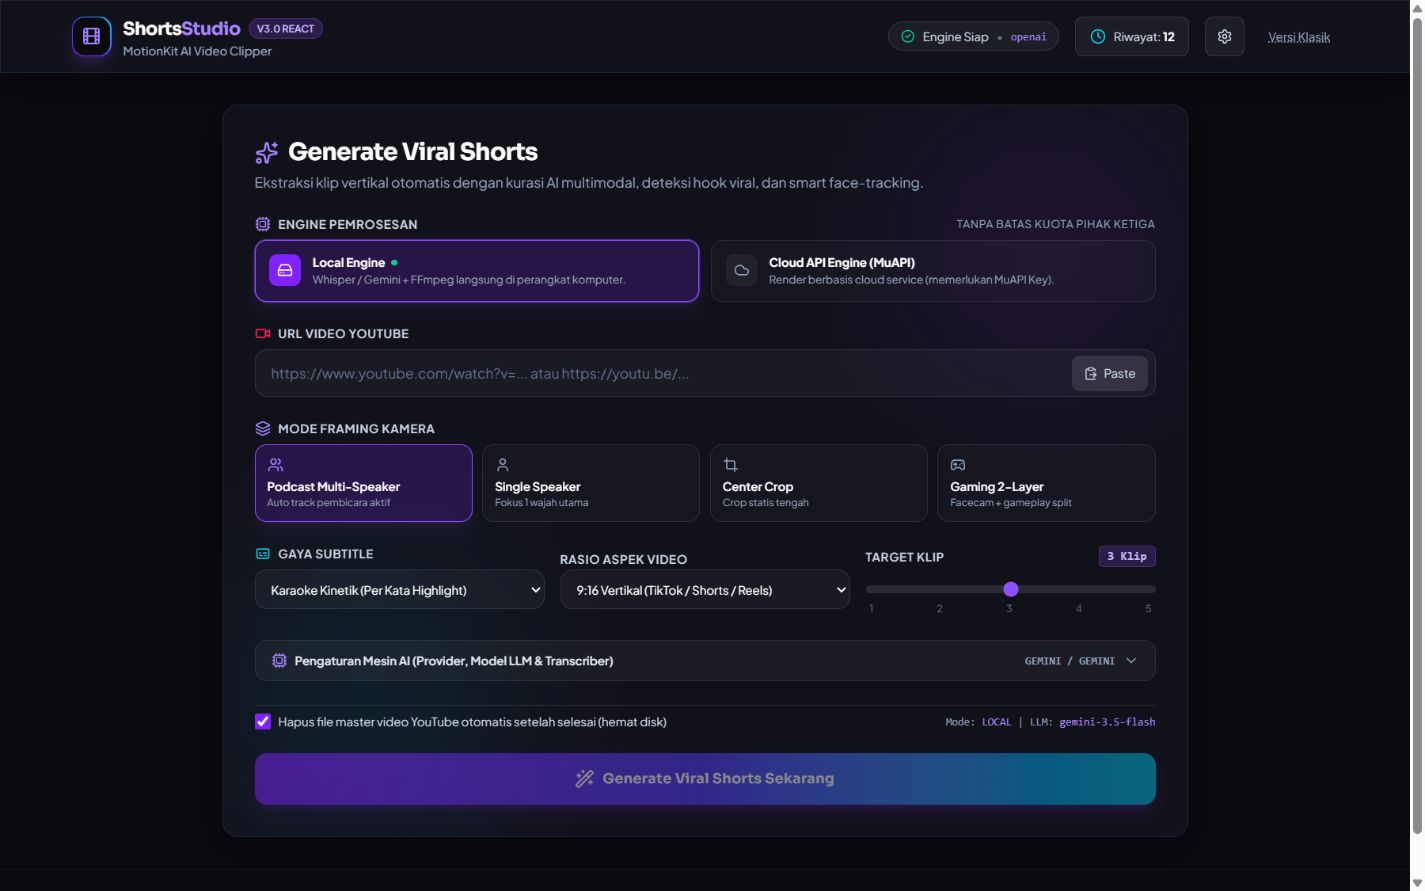 ShortsStudio V3.0 REACT
MotionKit AI Video Clipper
Engine Siap • openai
Riwayat: 12
Versi Klasik
Generate Viral Shorts
Ekstraksi klip vertikal otomatis dengan kurasi AI multimodal, deteksi hook viral, dan smart face-tracking.
ENGINE PEMROSESAN
TANPA BATAS KUOTA PIHAK KETIGA
Local Engine
Whisper / Gemini + FFmpeg langsung di perangkat komputer.
Cloud API Engine (MuAPI)
Render berbasis cloud service (memerlukan MuAPI Key).
URL VIDEO YOUTUBE
https://www.youtube.com/watch?v=... atau https://youtu.be/...
Paste
MODE FRAMING KAMERA
Podcast Multi-Speaker
Auto track pembicara aktif
Single Speaker
Fokus 1 wajah utama
Center Crop
Crop statis tengah
Gaming 2-Layer
Facecam + gameplay split
GAYA SUBTITLE
Karaoke Kinetik (Per Kata Highlight)
RASIO ASPEK VIDEO
9:16 Vertikal (TikTok / Shorts / Reels)
TARGET KLIP
3 Klip
1 2 3 4 5
Pengaturan Mesin AI (Provider, Model LLM & Transcriber)
GEMINI / GEMINI
Hapus file master video YouTube otomatis setelah selesai (hemat disk)
Mode: LOCAL | LLM: gemini-3.5-flash
Generate Viral Shorts Sekarang